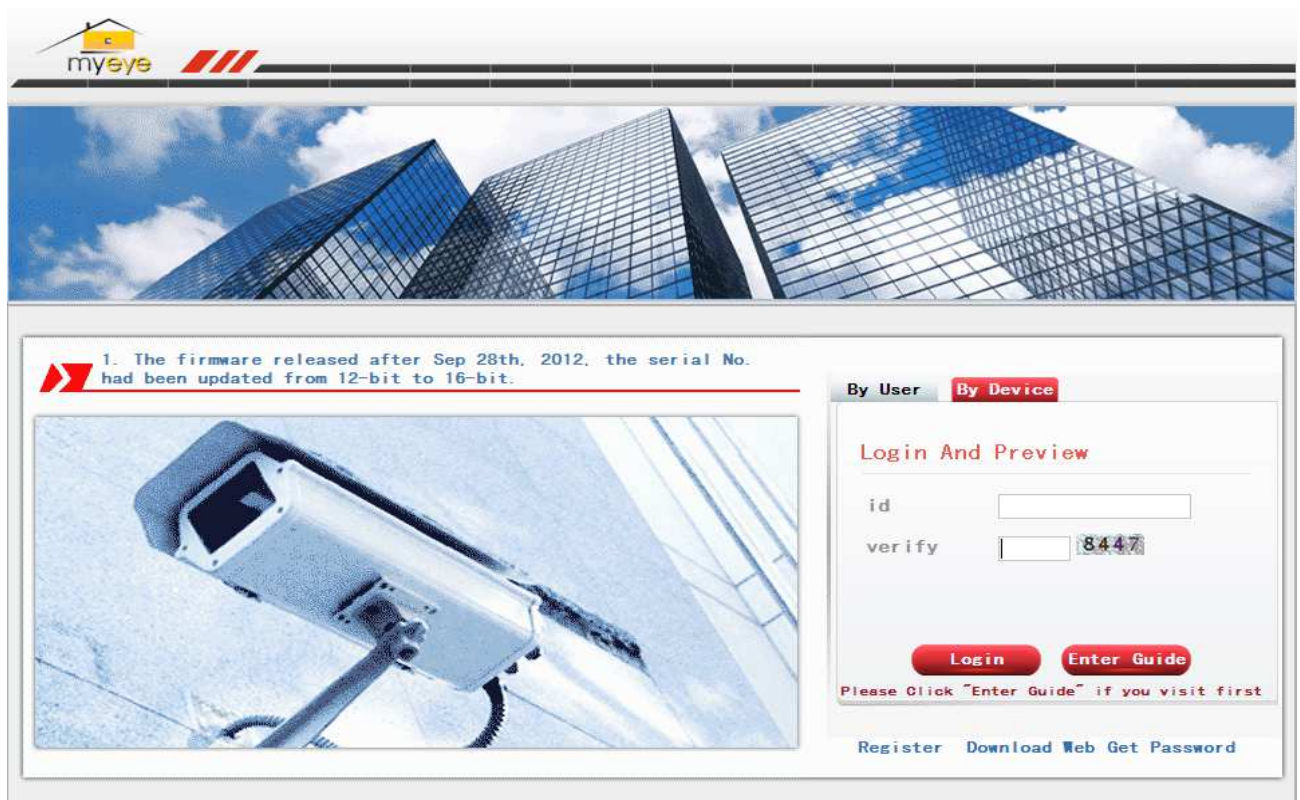 myeye
1. The firmware released after Sep 28th, 2012, the serial No.
had been updated from 12-bit to 16-bit.
By User By Device
Login And Preview
id
verify 8447
Login Enter Guide
Please Click "Enter Guide" if you visit first
Register Download Web Get Password